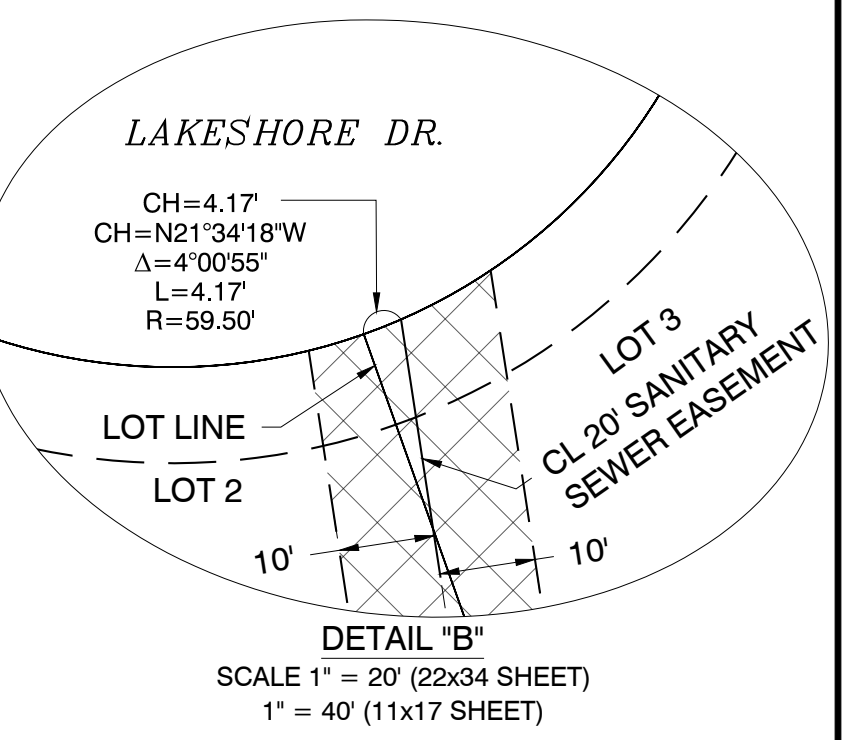 LAKESHORE DR.
CH=4.17'
CH=N21°34'18"W
Δ=4°00'55"
L=4.17'
R=59.50'
LOT LINE
LOT 2
LOT 3
CL 20' SANITARY
SEWER EASEMENT
10'
10'
DETAIL "B"
SCALE 1" = 20' (22x34 SHEET)
1" = 40' (11x17 SHEET)